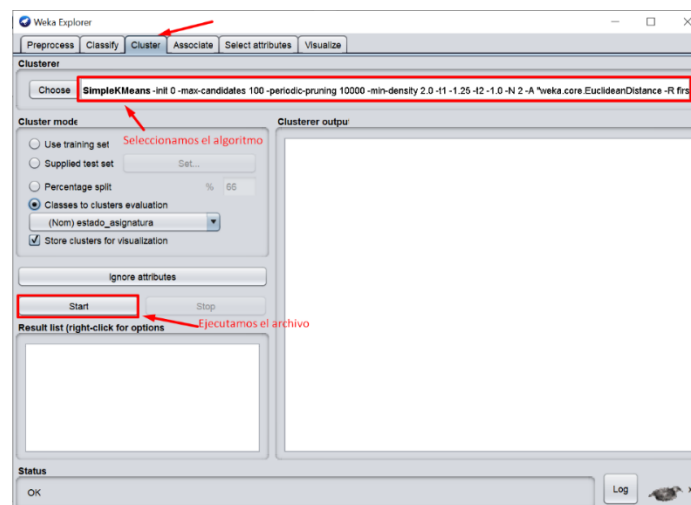 Weka Explorer
Preprocess Classify Cluster Associate Select attributes Visualize
Clusterer
Choose SimpleKMeans -init 0 -max-candidates 100 -periodic-pruning 10000 -min-density 2.0 -t1 -1.25 -t2 -1.0 -N 2 -A "weka.core.EuclideanDistance -R firs
Cluster mode
Seleccionamos el algoritmo
Use training set
Supplied test set Set...
Percentage split % 66
Classes to clusters evaluation
(Nom) estado_asignatura
Store clusters for visualization
Ignore attributes
Start Stop
Ejecutamos el archivo
Result list (right-click for options
Clusterer output
Status
OK
Log
x